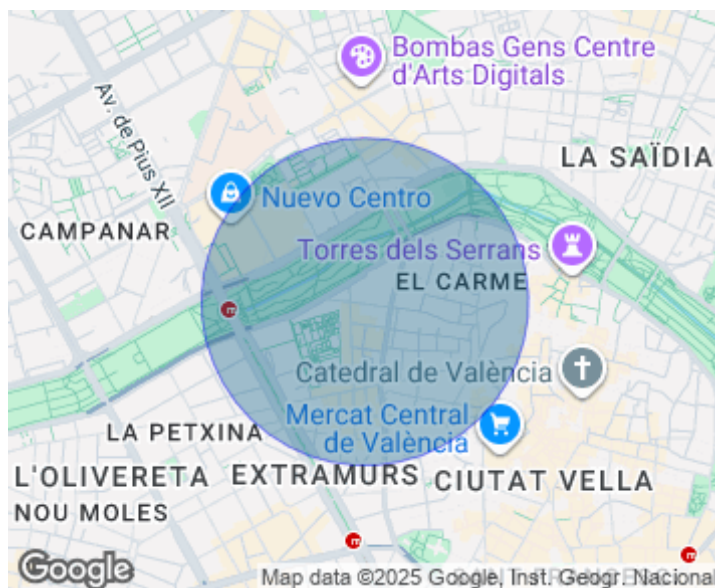 Bombas Gens Centre
d'Arts Digitals
Av. de Pius XII
LA SAÏDIA
Nuevo Centro
CAMPANAR
Torres dels Serrans
EL CARME
Catedral de València
Mercat Central
de València
LA PETXINA
L'OLIVERETA
EXTRAMURS
CIUTAT VELLA
NOU MOLES
Google
Map data ©2025 Google, Inst. Geogr. Nacional